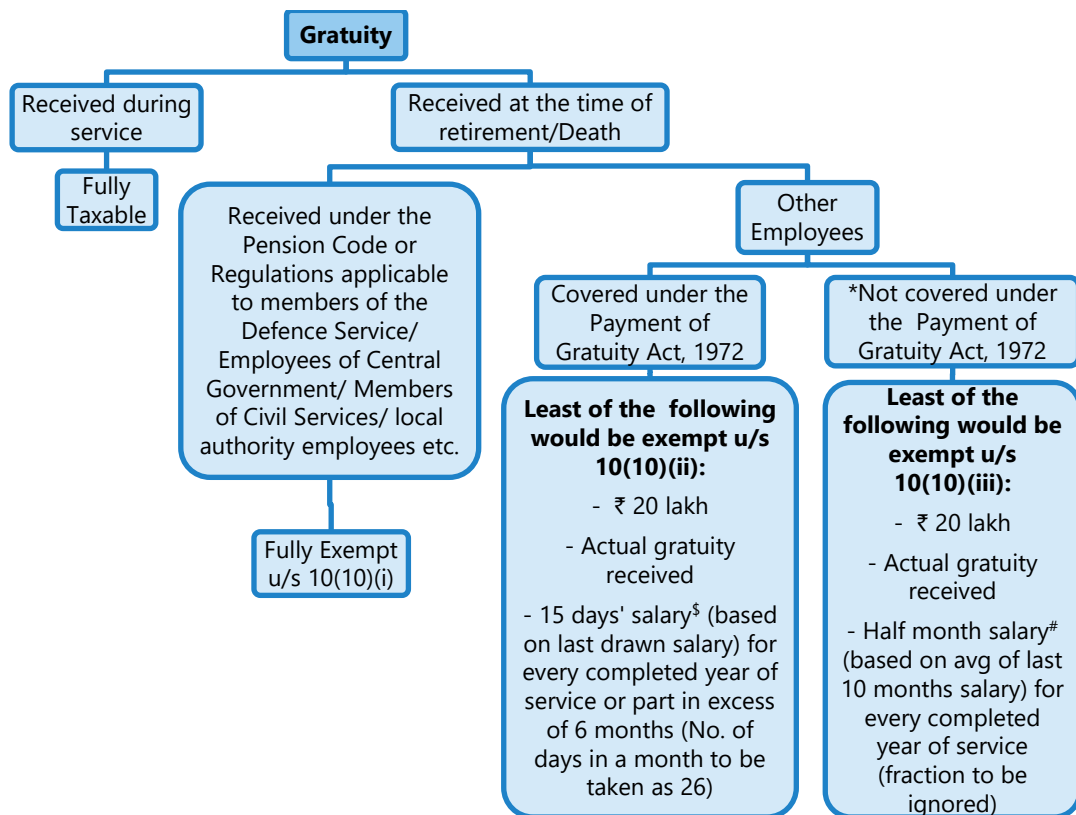 Gratuity
Received during
service
Fully
Taxable
Received at the time of
retirement/Death
Received under the
Pension Code or
Regulations applicable
to members of the
Defence Service/
Employees of Central
Government/ Members
of Civil Services/ local
authority employees etc.
Fully Exempt
u/s 10(10)(i)
Other
Employees
Covered under the
Payment of
Gratuity Act, 1972
Least of the following
would be exempt u/s
10(10)(ii):
- ₹ 20 lakh
- Actual gratuity
received
- 15 days' salary$ (based
on last drawn salary) for
every completed year of
service or part in excess
of 6 months (No. of
days in a month to be
taken as 26)
*Not covered under
the Payment of
Gratuity Act, 1972
Least of the
following would be
exempt u/s
10(10)(iii):
- ₹ 20 lakh
- Actual gratuity
received
- Half month salary#
(based on avg of last
10 months salary) for
every completed
year of service
(fraction to be
ignored)